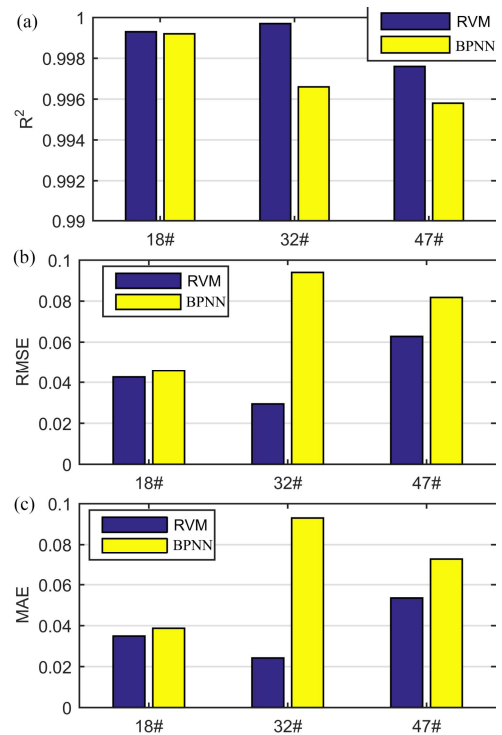 (a)
1
0.998
0.996
0.994
0.992
0.99
R²
RVM
BPNN
18# 32# 47#
(b)
0.1
0.08
0.06
0.04
0.02
0
RMSE
RVM
BPNN
18# 32# 47#
(c)
0.1
0.08
0.06
0.04
0.02
0
MAE
RVM
BPNN
18# 32# 47#